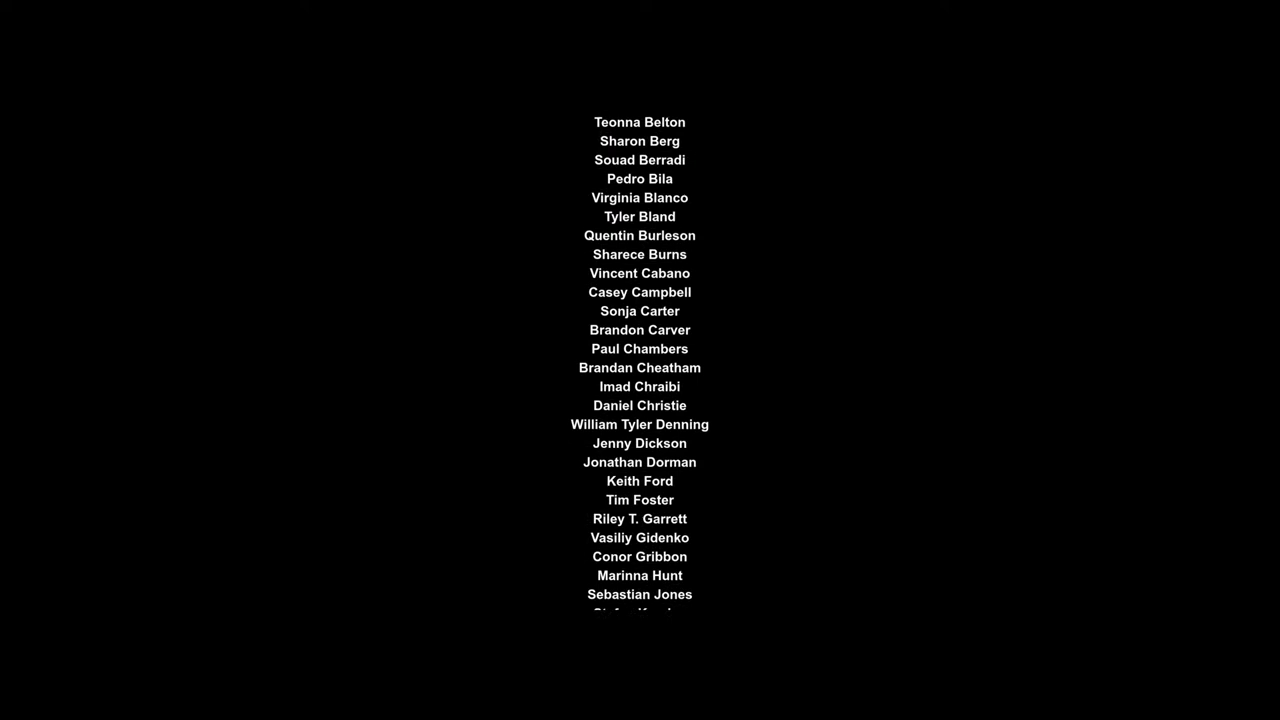 Teonna Belton
Sharon Berg
Souad Berradi
Pedro Bila
Virginia Blanco
Tyler Bland
Quentin Burleson
Sharece Burns
Vincent Cabano
Casey Campbell
Sonja Carter
Brandon Carver
Paul Chambers
Brandan Cheatham
Imad Chraibi
Daniel Christie
William Tyler Denning
Jenny Dickson
Jonathan Dorman
Keith Ford
Tim Foster
Riley T. Garrett
Vasiliy Gidenko
Conor Gribbon
Marinna Hunt
Sebastian Jones